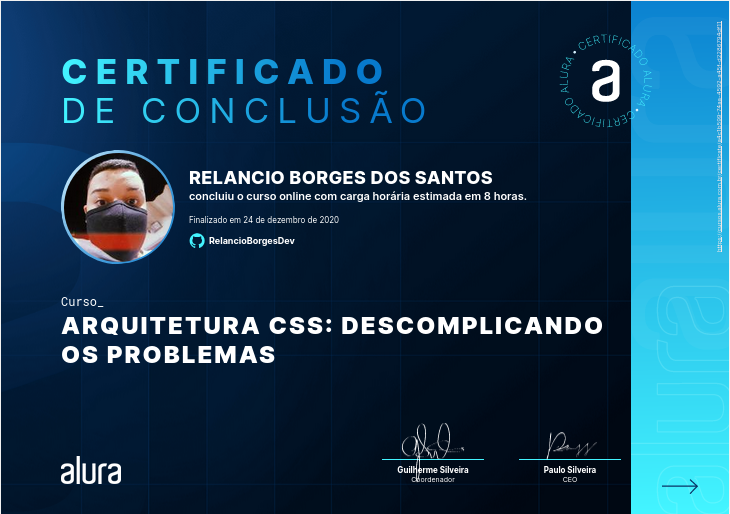 CERTIFICADO
DE CONCLUSÃO
ALURA • CERTIFICADO ALURA • CERTIFICADO
a
RELANCIO BORGES DOS SANTOS
concluiu o curso online com carga horária estimada em 8 horas.
Finalizado em 24 de dezembro de 2020
RelancioBorgesDev
Curso_
ARQUITETURA CSS: DESCOMPLICANDO
OS PROBLEMAS
alura
Guilherme Silveira
Coordenador
Paulo Silveira
CEO
alura